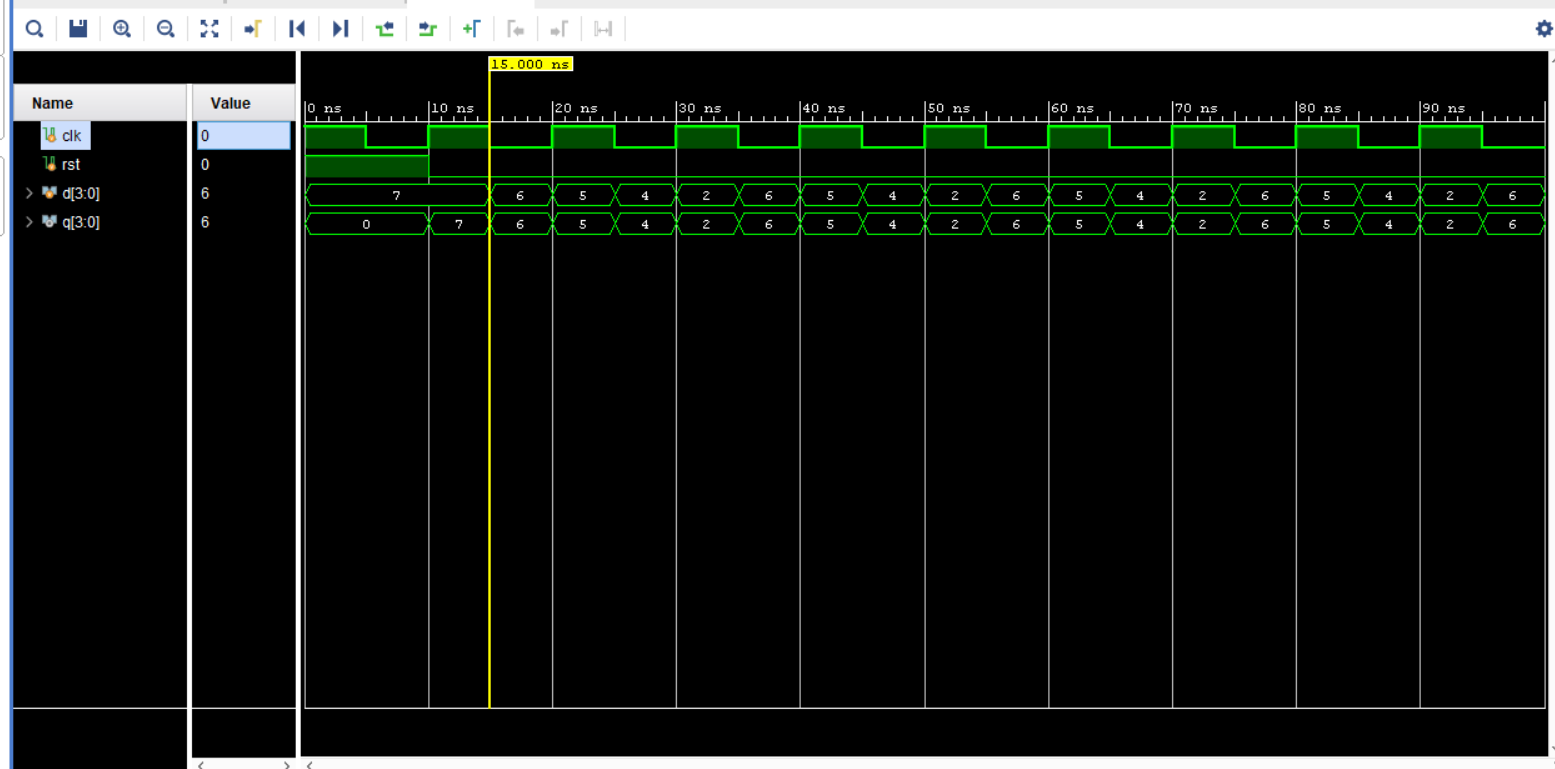 15.000 ns
Name Value
0 ns 10 ns 20 ns 30 ns 40 ns 50 ns 60 ns 70 ns 80 ns 90 ns
clk 0
rst 0
d[3:0] 6 7 6 5 4 2 6 5 4 2 6 5 4 2 6 5 4 2 6
q[3:0] 6 0 7 6 5 4 2 6 5 4 2 6 5 4 2 6 5 4 2 6